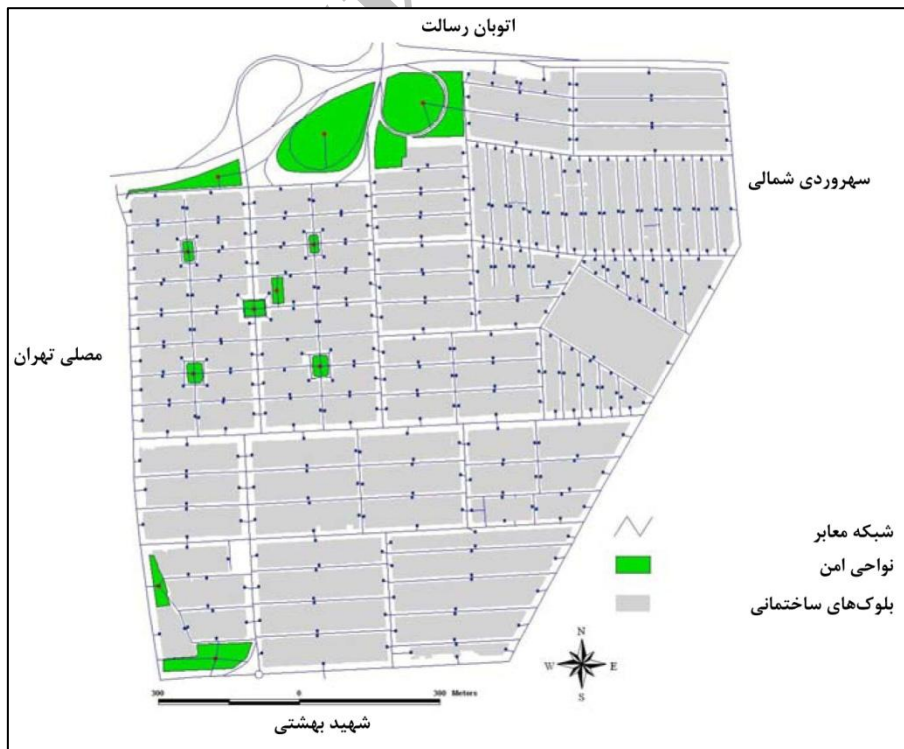 اتوبان رسالت
سهروردی شمالی
مصلی تهران
شبکه معابر
نواحی امن
بلوک‌های ساختمانی
N
W E
S
300 0 300 Meters
شهید بهشتی